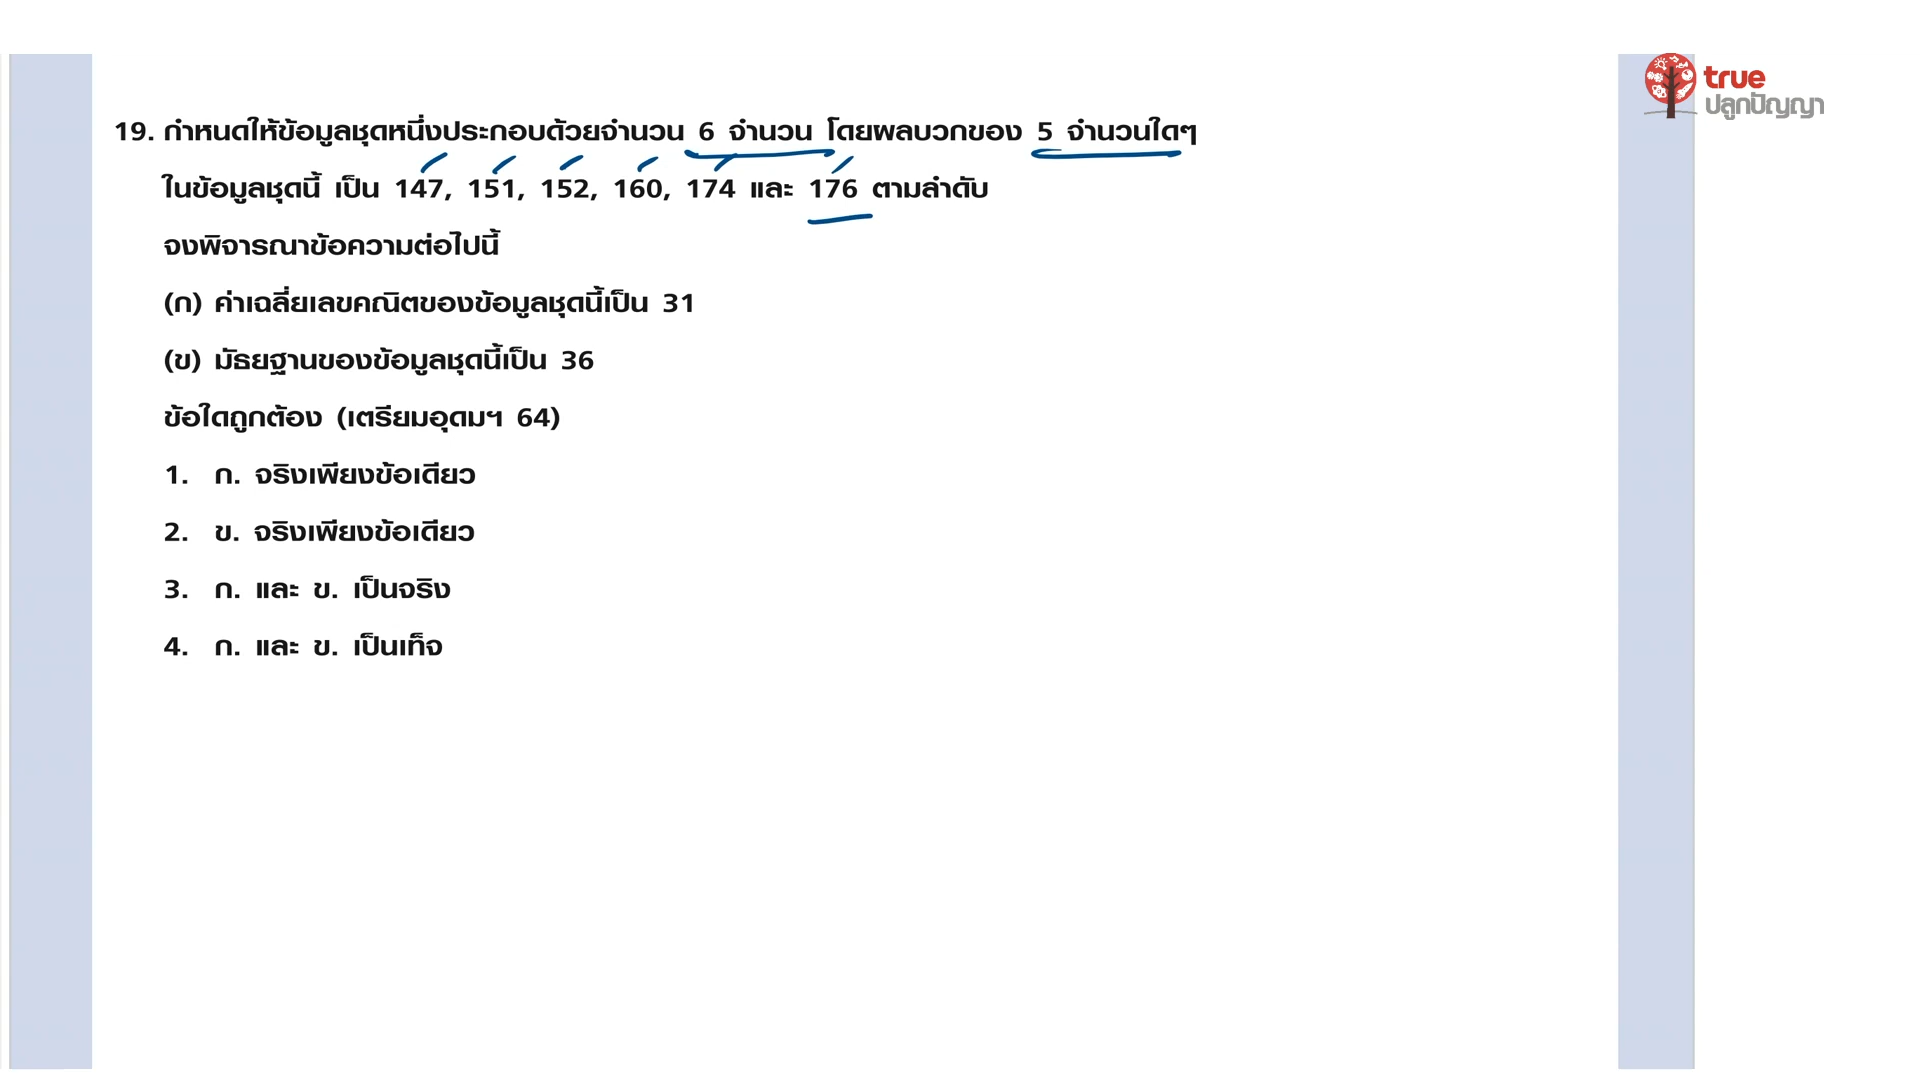 true
ปลูกปัญญา
19. กำหนดให้ข้อมูลชุดหนึ่งประกอบด้วยจำนวน 6 จำนวน โดยผลบวกของ 5 จำนวนใดๆ
ในข้อมูลชุดนี้ เป็น 147, 151, 152, 160, 174 และ 176 ตามลำดับ
จงพิจารณาข้อความต่อไปนี้
(ก) ค่าเฉลี่ยเลขคณิตของข้อมูลชุดนี้เป็น 31
(ข) มัธยฐานของข้อมูลชุดนี้เป็น 36
ข้อใดถูกต้อง (เตรียมอุดมฯ 64)
1. ก. จริงเพียงข้อเดียว
2. ข. จริงเพียงข้อเดียว
3. ก. และ ข. เป็นจริง
4. ก. และ ข. เป็นเท็จ